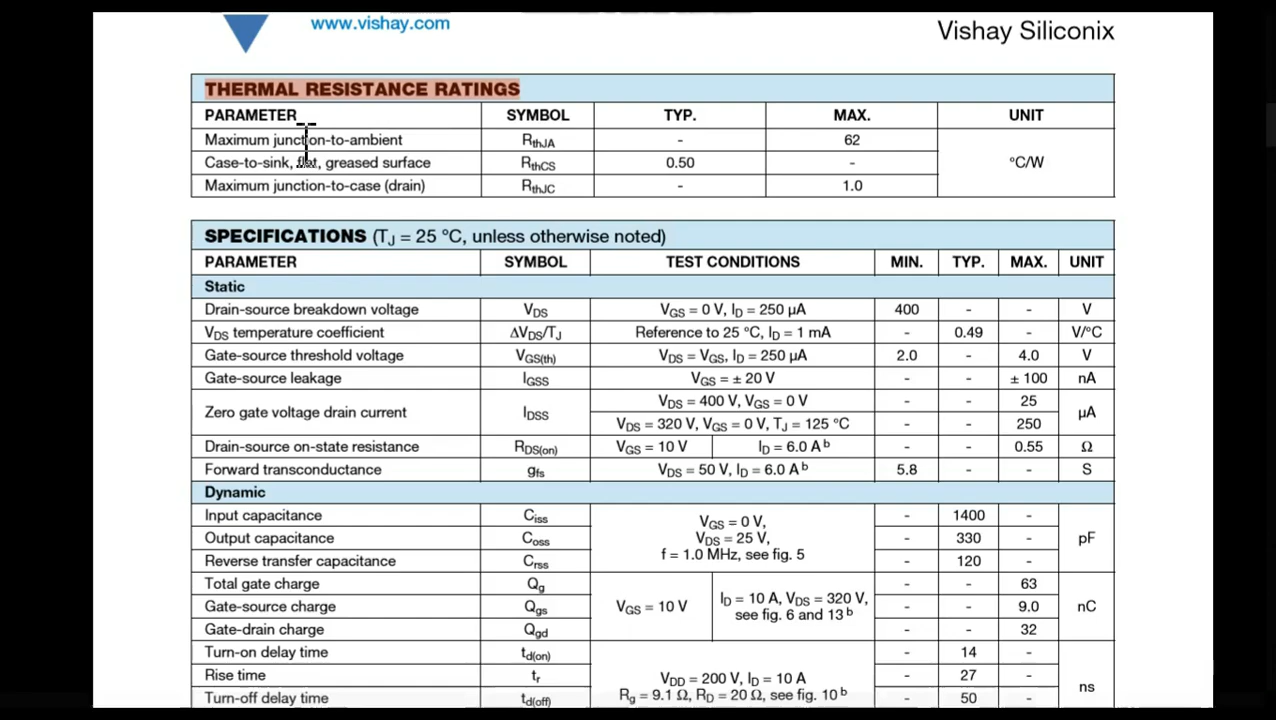 www.vishay.com
Vishay Siliconix
THERMAL RESISTANCE RATINGS
PARAMETER SYMBOL TYP. MAX. UNIT
Maximum junction-to-ambient RthJA - 62 °C/W
Case-to-sink, flat, greased surface RthCS 0.50 -
Maximum junction-to-case (drain) RthJC - 1.0
SPECIFICATIONS (TJ = 25 °C, unless otherwise noted)
PARAMETER SYMBOL TEST CONDITIONS MIN. TYP. MAX. UNIT
Static
Drain-source breakdown voltage VDS VGS = 0 V, ID = 250 µA 400 - - V
VDS temperature coefficient ΔVDS/TJ Reference to 25 °C, ID = 1 mA - 0.49 - V/°C
Gate-source threshold voltage VGS(th) VDS = VGS, ID = 250 µA 2.0 - 4.0 V
Gate-source leakage IGSS VGS = ± 20 V - - ± 100 nA
Zero gate voltage drain current IDSS VDS = 400 V, VGS = 0 V - - 25 µA
VDS = 320 V, VGS = 0 V, TJ = 125 °C - - 250
Drain-source on-state resistance RDS(on) VGS = 10 V ID = 6.0 A b - - 0.55 Ω
Forward transconductance gfs VDS = 50 V, ID = 6.0 A b 5.8 - - S
Dynamic
Input capacitance Ciss VGS = 0 V, - 1400 - pF
Output capacitance Coss VDS = 25 V, - 330 -
Reverse transfer capacitance Crss f = 1.0 MHz, see fig. 5 - 120 -
Total gate charge Qg VGS = 10 V ID = 10 A, VDS = 320 V, - - 63 nC
Gate-source charge Qgs see fig. 6 and 13 b - - 9.0
Gate-drain charge Qgd - - 32
Turn-on delay time td(on) VDD = 200 V, ID = 10 A - 14 - ns
Rise time tr Rg = 9.1 Ω, RD = 20 Ω, see fig. 10 b - 27 -
Turn-off delay time td(off) - 50 -